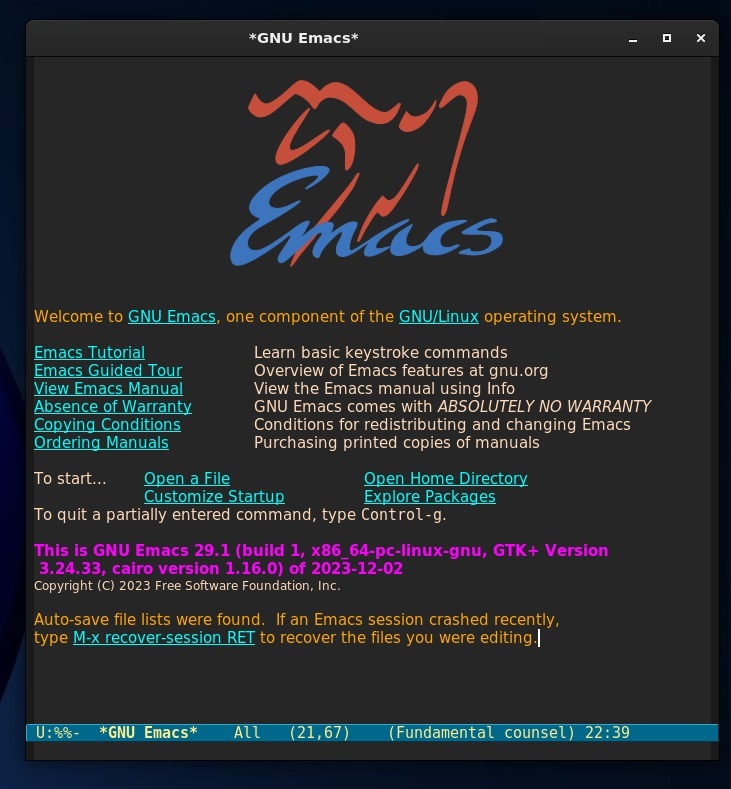 *GNU Emacs*
Emacs
Welcome to GNU Emacs, one component of the GNU/Linux operating system.
Emacs Tutorial Learn basic keystroke commands
Emacs Guided Tour Overview of Emacs features at gnu.org
View Emacs Manual View the Emacs manual using Info
Absence of Warranty GNU Emacs comes with ABSOLUTELY NO WARRANTY
Copying Conditions Conditions for redistributing and changing Emacs
Ordering Manuals Purchasing printed copies of manuals
To start... Open a File Open Home Directory
Customize Startup Explore Packages
To quit a partially entered command, type Control-g.
This is GNU Emacs 29.1 (build 1, x86_64-pc-linux-gnu, GTK+ Version
3.24.33, cairo version 1.16.0) of 2023-12-02
Copyright (C) 2023 Free Software Foundation, Inc.
Auto-save file lists were found.  If an Emacs session crashed recently,
type M-x recover-session RET to recover the files you were editing.
U:%%-  *GNU Emacs*    All   (21,67)    (Fundamental counsel) 22:39